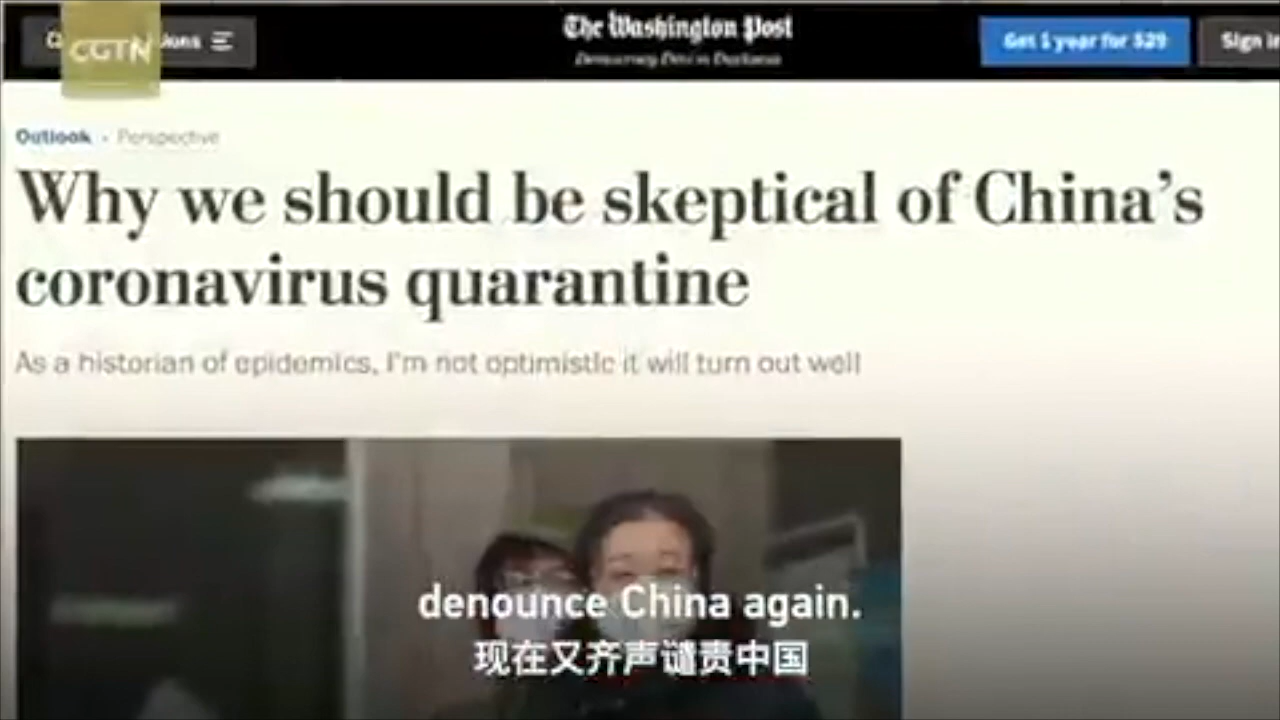 CGTN
The Washington Post
Democracy Dies in Darkness
Get 1 year for $29
Sign in
Outlook • Perspective
Why we should be skeptical of China's
coronavirus quarantine
As a historian of epidemics, I'm not optimistic it will turn out well
denounce China again.
现在又齐声谴责中国